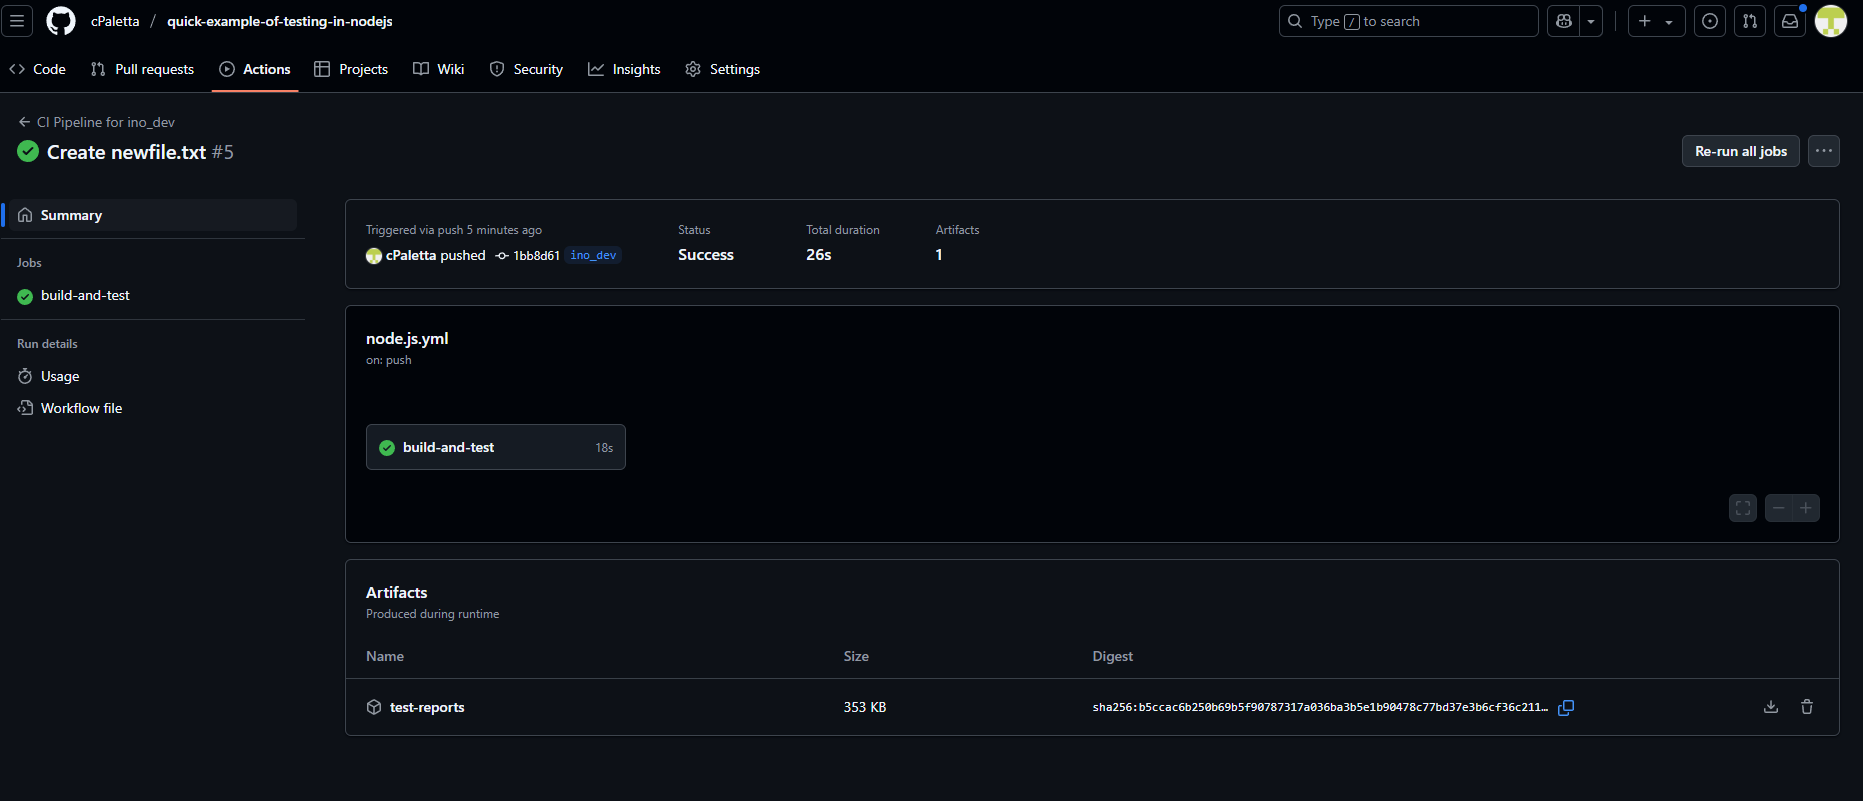 cPaletta / quick-example-of-testing-in-nodejs
Type / to search
Code Pull requests Actions Projects Wiki Security Insights Settings
CI Pipeline for ino_dev
Create newfile.txt #5
Re-run all jobs
Summary
Jobs
build-and-test
Run details
Usage
Workflow file
Triggered via push 5 minutes ago
cPaletta pushed 1bb8d61 ino_dev
Status
Success
Total duration
26s
Artifacts
1
node.js.yml
on: push
build-and-test 18s
Artifacts
Produced during runtime
Name Size Digest
test-reports 353 KB sha256:b5ccac6b250b69b5f90787317a036ba3b5e1b90478c77bd37e3b6cf36c211…